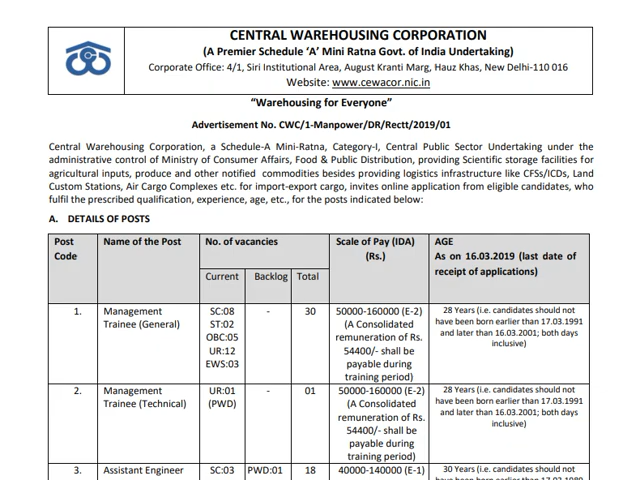 CENTRAL WAREHOUSING CORPORATION
(A Premier Schedule ‘A’ Mini Ratna Govt. of India Undertaking)
Corporate Office: 4/1, Siri Institutional Area, August Kranti Marg, Hauz Khas, New Delhi-110 016
Website: www.cewacor.nic.in
“Warehousing for Everyone”
Advertisement No. CWC/1-Manpower/DR/Rectt/2019/01
Central Warehousing Corporation, a Schedule-A Mini-Ratna, Category-I, Central Public Sector Undertaking under the
administrative control of Ministry of Consumer Affairs, Food & Public Distribution, providing Scientific storage facilities for
agricultural inputs, produce and other notified commodities besides providing logistics infrastructure like CFSs/ICDs, Land
Custom Stations, Air Cargo Complexes etc. for import-export cargo, invites online application from eligible candidates, who
fulfil the prescribed qualification, experience, age, etc., for the posts indicated below:
A. DETAILS OF POSTS
Post Code
Name of the Post
No. of vacancies
Current Backlog Total
Scale of Pay (IDA)
(Rs.)
AGE
As on 16.03.2019 (last date of
receipt of applications)
1.
Management
Trainee (General)
SC:08
ST:02
OBC:05
UR:12
EWS:03
-
30
50000-160000 (E-2)
(A Consolidated
remuneration of Rs.
54400/- shall be
payable during
training period)
28 Years (i.e. candidates should not
have been born earlier than 17.03.1991
and later than 16.03.2001; both days
inclusive)
2.
Management
Trainee (Technical)
UR:01
(PWD)
-
01
50000-160000 (E-2)
(A Consolidated
remuneration of Rs.
54400/- shall be
payable during
training period)
28 Years (i.e. candidates should not
have been born earlier than 17.03.1991
and later than 16.03.2001; both days
inclusive)
3.
Assistant Engineer
SC:03
PWD:01
18
40000-140000 (E-1)
30 Years (i.e. candidates should not